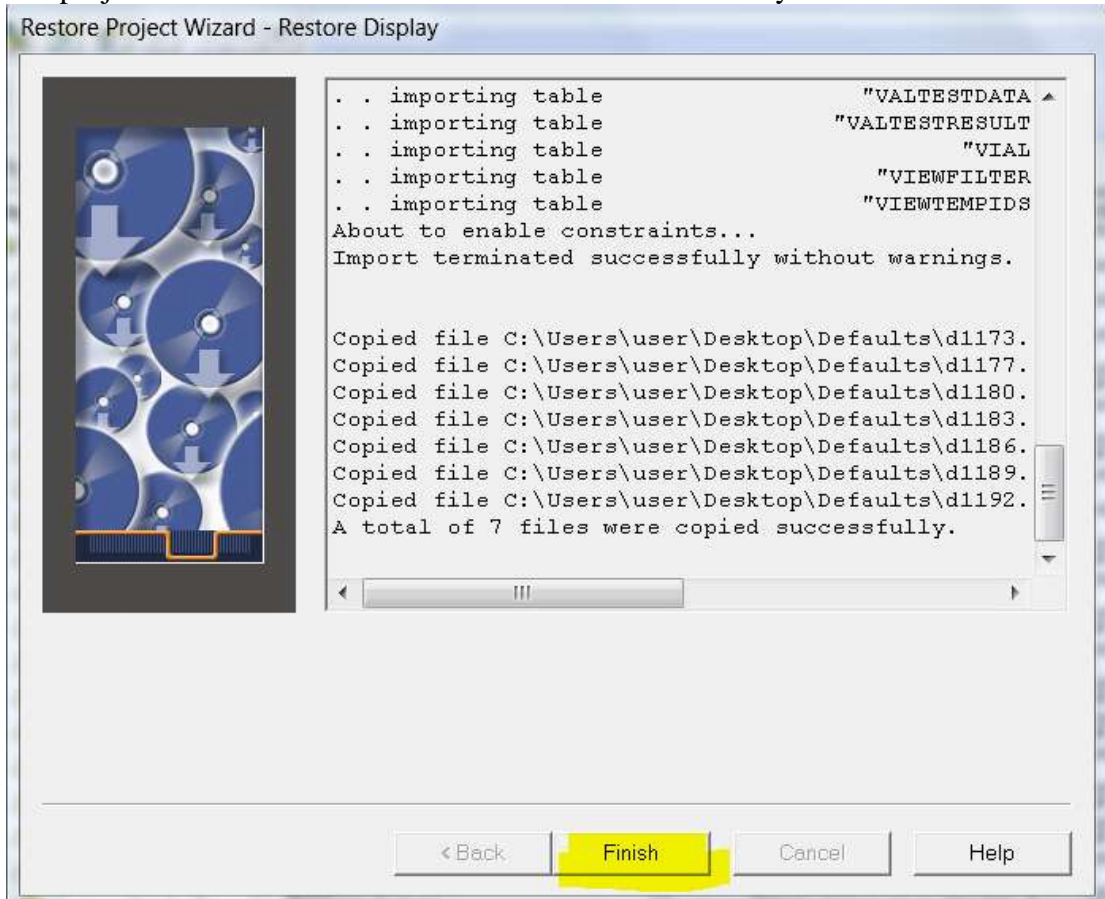 Restore Project Wizard - Restore Display
. . importing table "VALTESTDATA
. . importing table "VALTESTRESULT
. . importing table "VIAL
. . importing table "VIEWFILTER
. . importing table "VIEWTEMPIDS
About to enable constraints...
Import terminated successfully without warnings.
Copied file C:\Users\user\Desktop\Defaults\d1173.
Copied file C:\Users\user\Desktop\Defaults\d1177.
Copied file C:\Users\user\Desktop\Defaults\d1180.
Copied file C:\Users\user\Desktop\Defaults\d1183.
Copied file C:\Users\user\Desktop\Defaults\d1186.
Copied file C:\Users\user\Desktop\Defaults\d1189.
Copied file C:\Users\user\Desktop\Defaults\d1192.
A total of 7 files were copied successfully.
< Back Finish Cancel Help